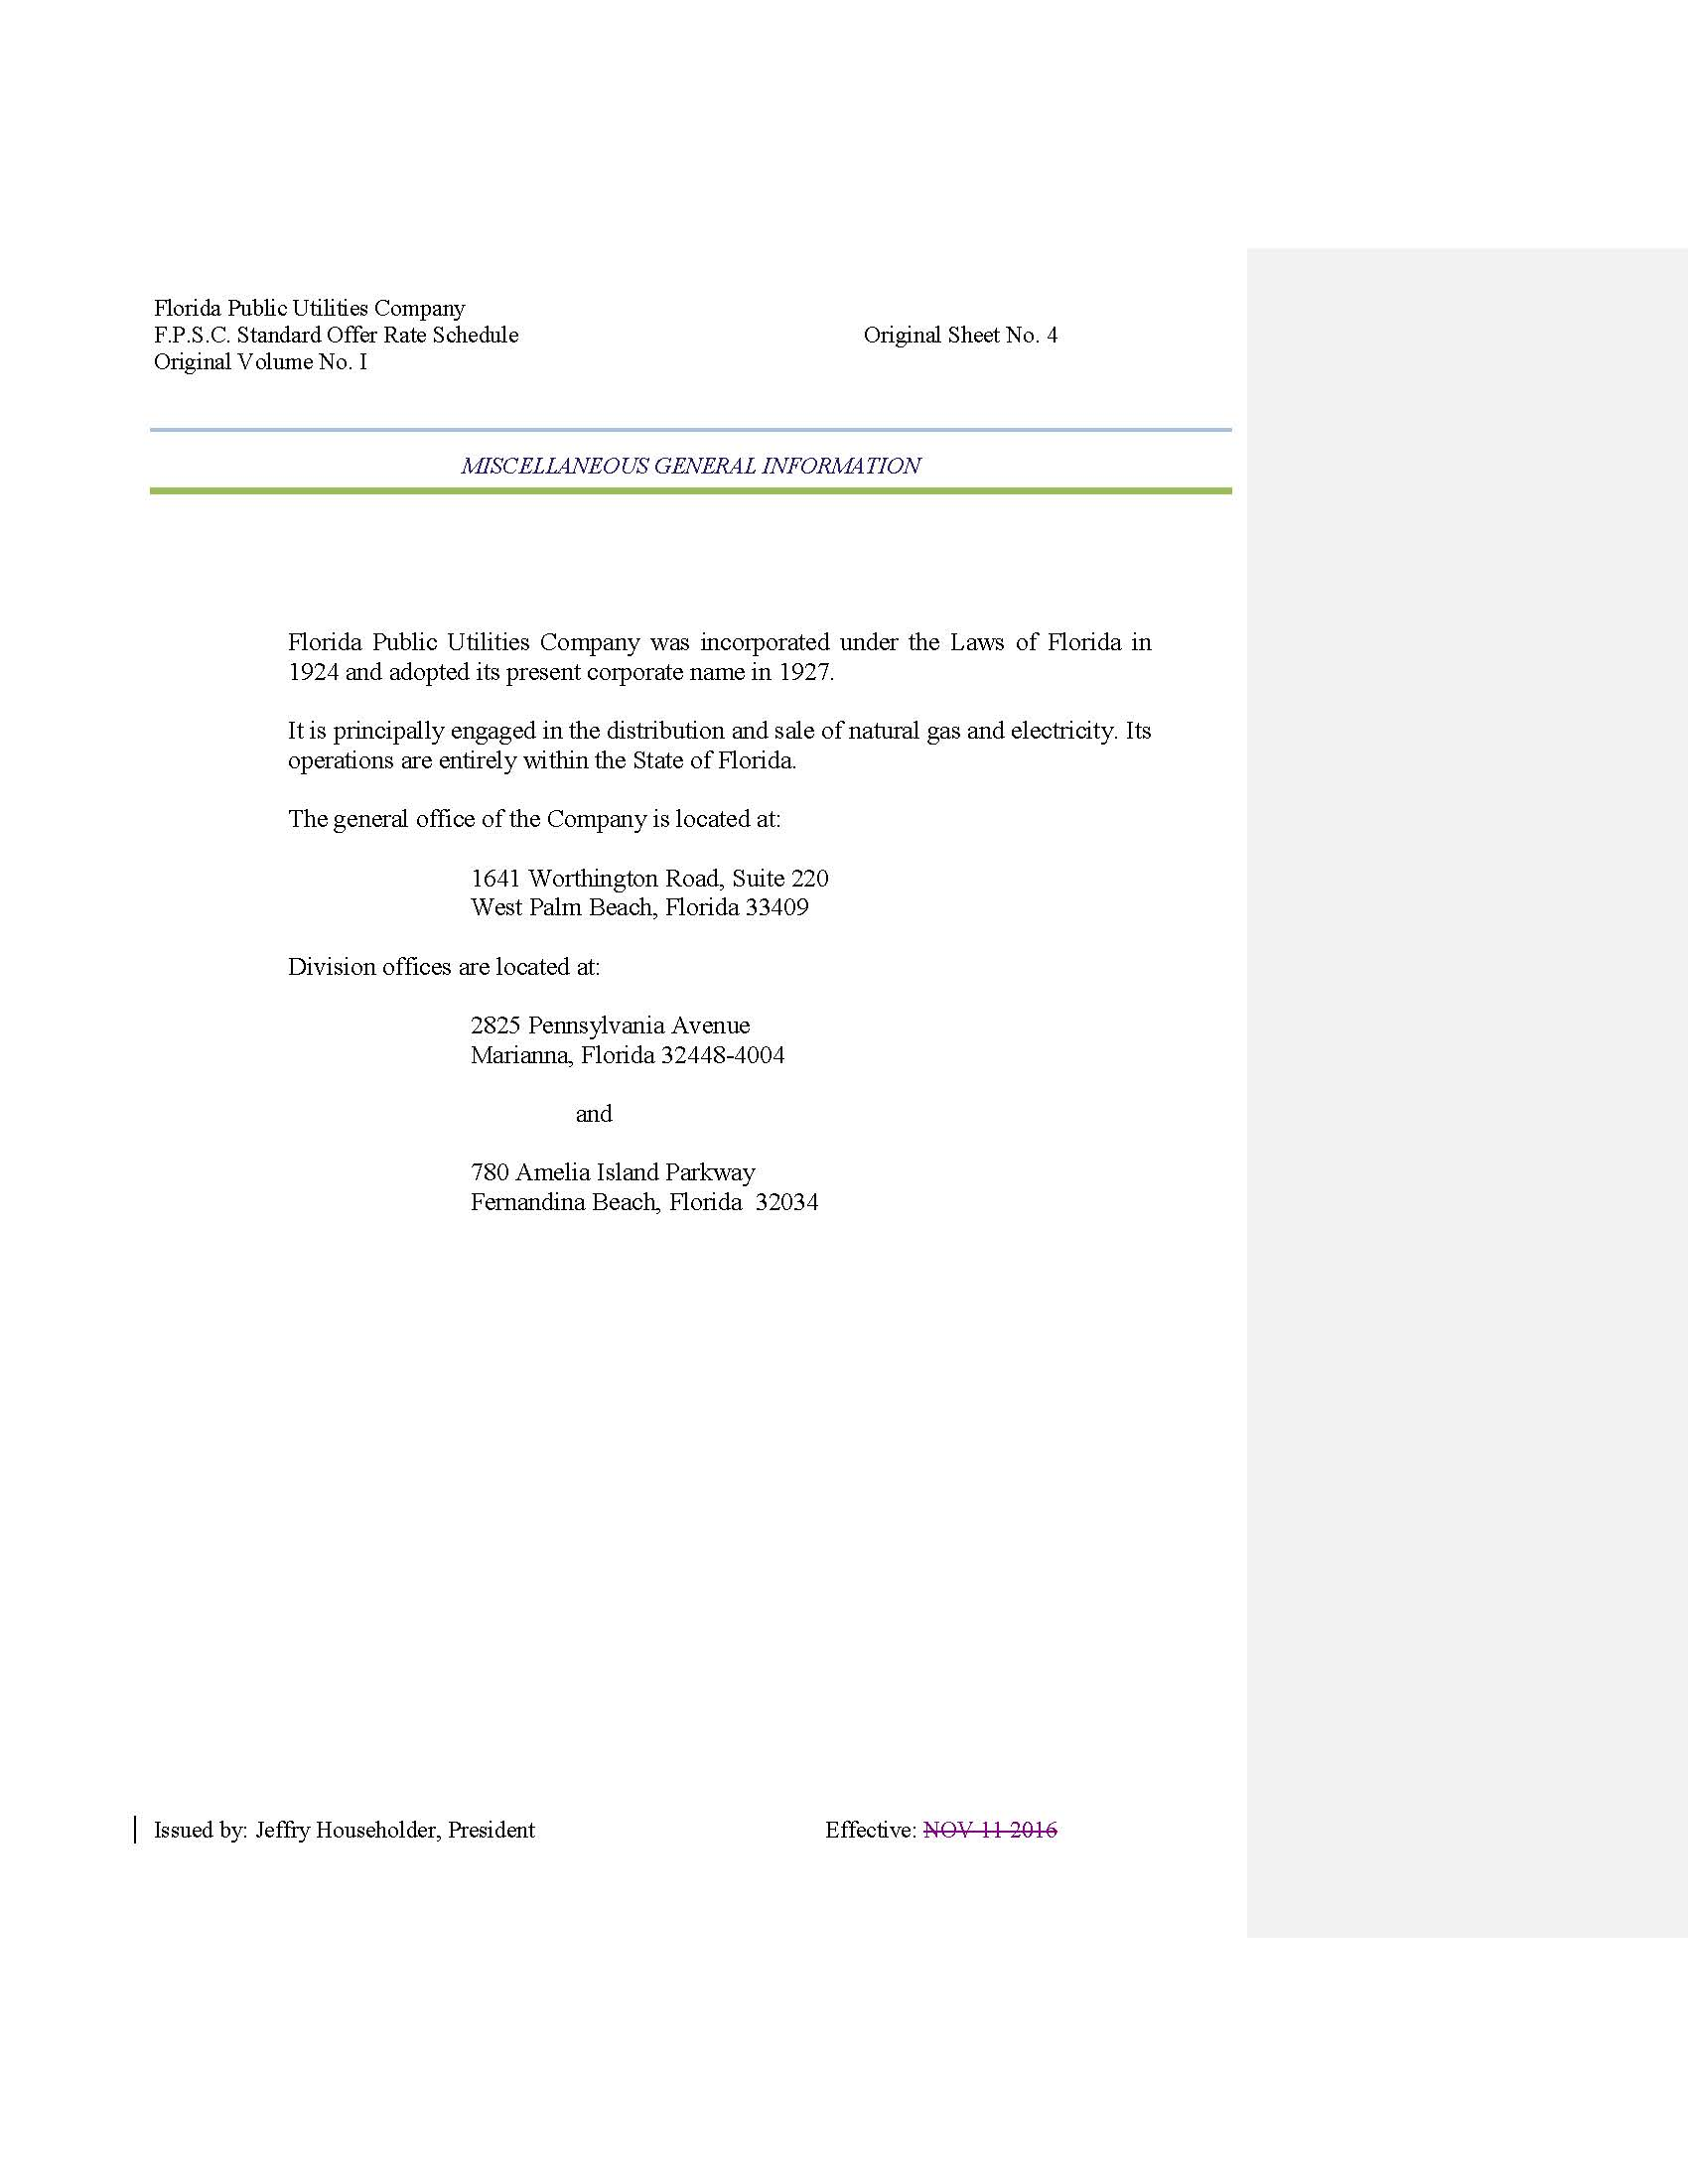 Florida Public Utilities Company
F.P.S.C. Standard Offer Rate Schedule Original Sheet No. 4
Original Volume No. I
MISCELLANEOUS GENERAL INFORMATION
Florida Public Utilities Company was incorporated under the Laws of Florida in
1924 and adopted its present corporate name in 1927.
It is principally engaged in the distribution and sale of natural gas and electricity. Its
operations are entirely within the State of Florida.
The general office of the Company is located at:
1641 Worthington Road, Suite 220
West Palm Beach, Florida 33409
Division offices are located at:
2825 Pennsylvania Avenue
Marianna, Florida 32448-4004
and
780 Amelia Island Parkway
Fernandina Beach, Florida  32034
Issued by: Jeffry Householder, President Effective: NOV 11 2016